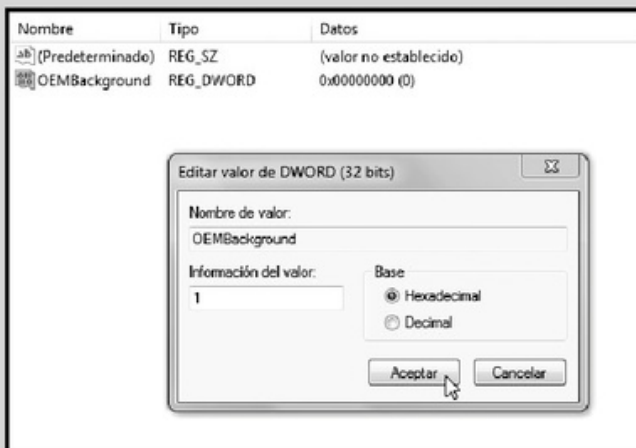 Nombre Tipo Datos
(Predeterminado) REG_SZ (valor no establecido)
OEMBackground REG_DWORD 0x00000000 (0)
Editar valor de DWORD (32 bits)
Nombre de valor:
OEMBackground
Información del valor:
1
Base
Hexadecimal
Decimal
Aceptar Cancelar